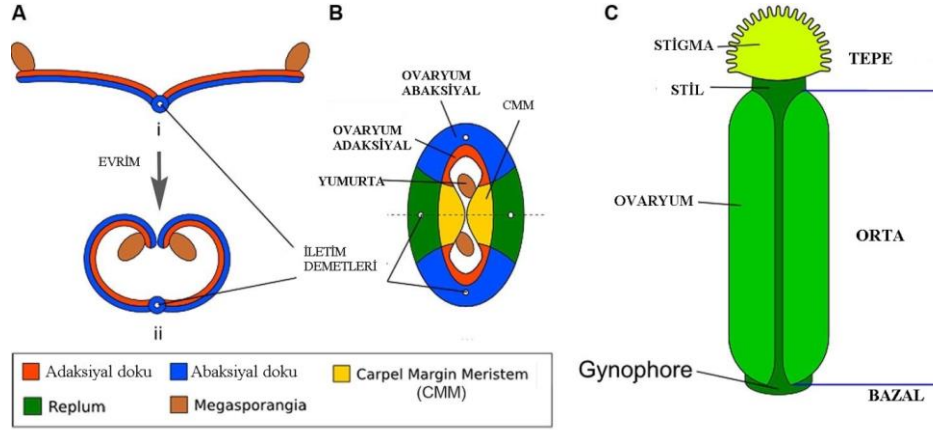 A
i
EVRİM
ii
İLETİM
DEMETLERİ
B
OVARYUM
ABAKSİYAL
CMM
OVARYUM
ADAKSİYAL
YUMURTA
C
STİGMA
TEPE
STİL
OVARYUM
ORTA
Gynophore
BAZAL
Adaksiyal doku
Abaksiyal doku
Carpel Margin Meristem
(CMM)
Replum
Megasporangia